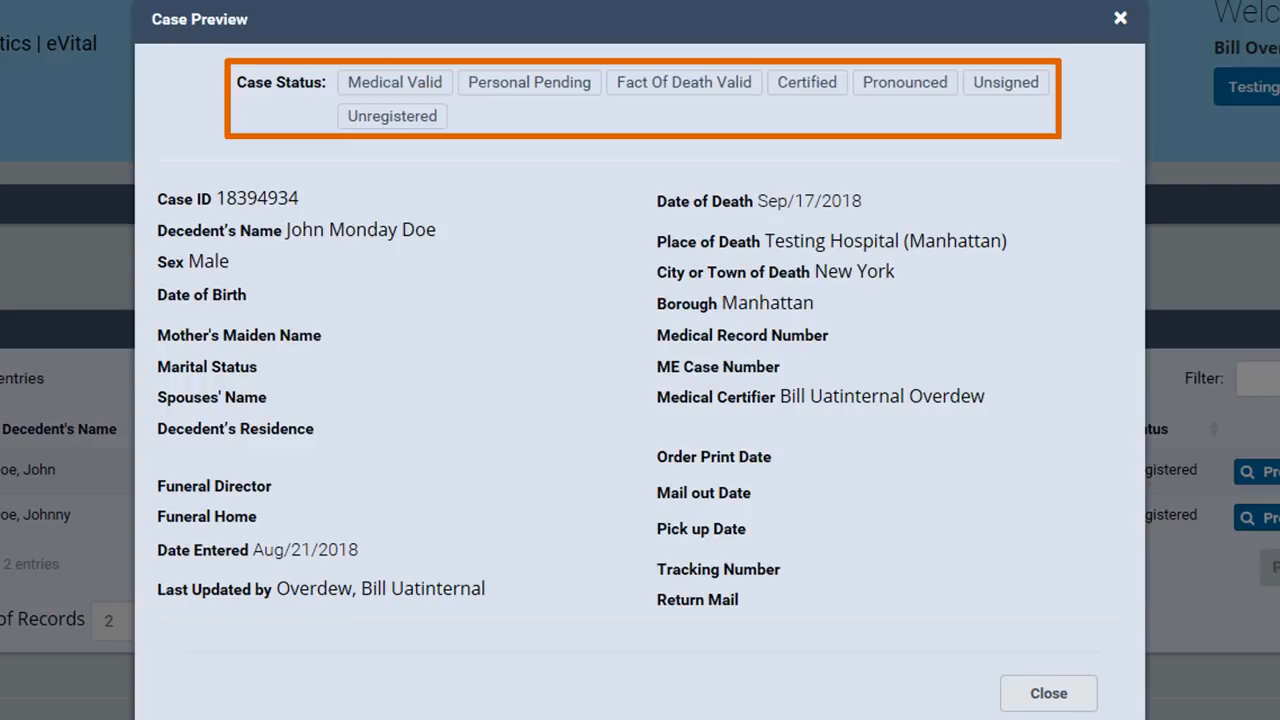 Case Preview
Welc
tics | eVital
Bill Over
Case Status: Medical Valid Personal Pending Fact Of Death Valid Certified Pronounced Unsigned
Testing
Unregistered
Case ID 18394934
Decedent's Name John Monday Doe
Sex Male
Date of Birth
Mother's Maiden Name
Marital Status
Spouses' Name
Decedent's Residence
Funeral Director
Funeral Home
Date Entered Aug/21/2018
Last Updated by Overdew, Bill Uatinternal
Date of Death Sep/17/2018
Place of Death Testing Hospital (Manhattan)
City or Town of Death New York
Borough Manhattan
Medical Record Number
ME Case Number
Medical Certifier Bill Uatinternal Overdew
Order Print Date
Mail out Date
Pick up Date
Tracking Number
Return Mail
Close
entries
Decedent's Name
oe, John
oe, Johnny
2 entries
of Records 2
Filter:
tus
gistered Pr
gistered Pr